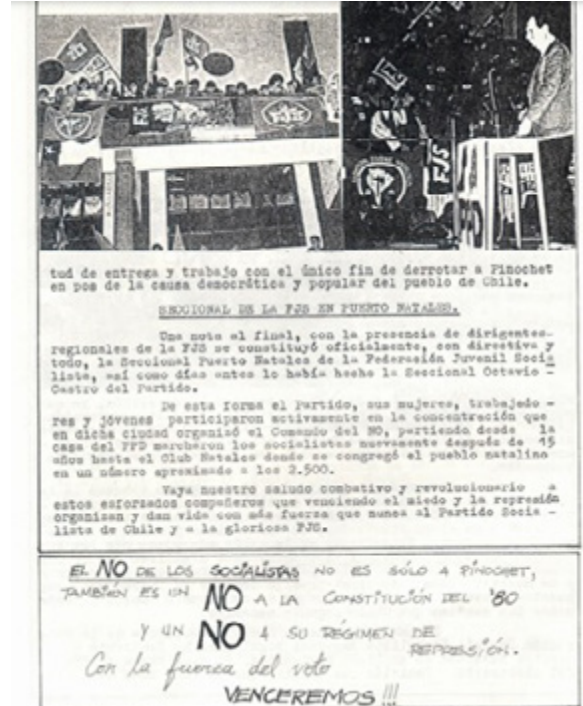 FJS
FJS
tud de entrega y trabajo con el único fin de derrotar a Pinochet
en pos de la causa democrática y popular del pueblo de Chile.
SECCIONAL DE LA FJS EN PUERTO NATALES.
Una nota al final, con la presencia de dirigentes
regionales de la FJS se constituyó oficialmente, con directiva y
todo, la Seccional Puerto Natales de la Federación Juvenil Socia
lista, así como días antes lo había hecho la Seccional Octavio -
Castro del Partido.
De esta forma el Partido, sus mujeres, trabajado -
res y jóvenes participaron activamente en la concentración que
en dicha ciudad organizó el Comando del NO, partiendo desde la
casa del PPD marcharon los socialistas nuevamente después de 15
años hasta el Club Natales donde se congregó el pueblo natalino
en un número aproximado a los 2.500.
Vaya nuestro saludo combativo y revolucionario a
estos esforzados compañeros que venciendo el miedo y la represión
organizan y dan vida con más fuerza que nunca al Partido Socia -
lista de Chile y a la gloriosa FJS.
EL NO DE LOS SOCIALISTAS NO ES SÓLO A PINOCHET,
TAMBIÉN ES UN NO A LA CONSTITUCIÓN DEL '80
Y UN NO A SU RÉGIMEN DE
REPRESIÓN.
Con la fuerza del voto
VENCEREMOS!!!